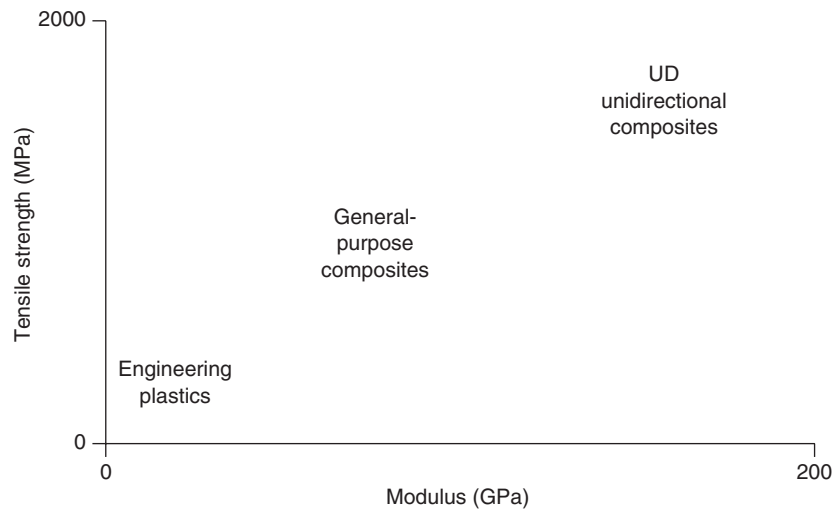 2000
UD
unidirectional
composites
Tensile strength (MPa)
General-
purpose
composites
Engineering
plastics
0
0
200
Modulus (GPa)